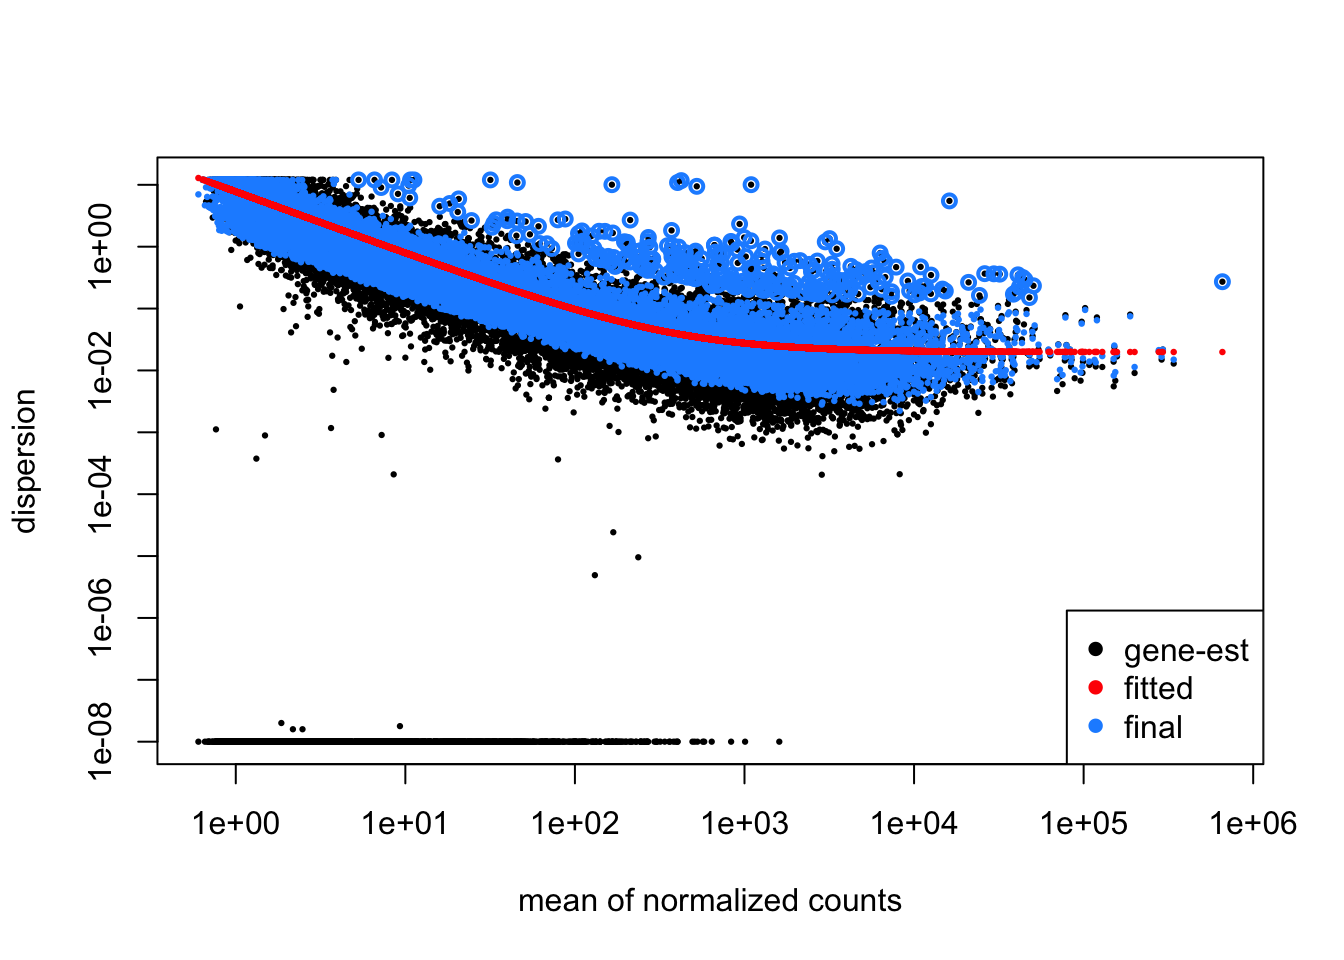 dispersion
1e+00
1e-02
1e-04
1e-06
1e-08
gene-est
fitted
final
1e+00 1e+01 1e+02 1e+03 1e+04 1e+05 1e+06
mean of normalized counts